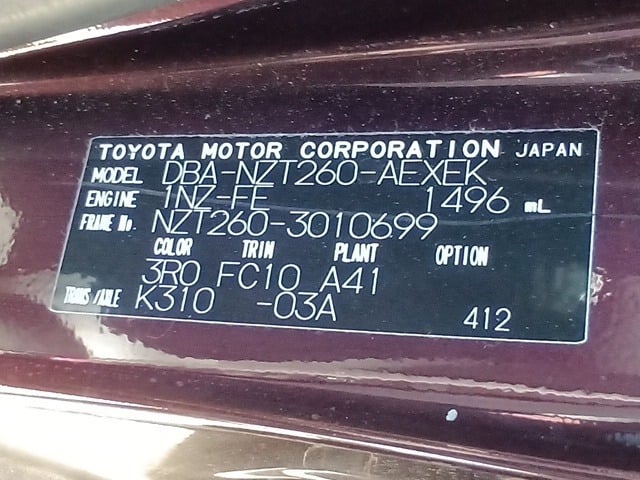 TOYOTA MOTOR CORPORATION JAPAN
MODEL DBA-NZT260-AEXEK
ENGINE 1NZ-FE 1496 mL
FRAME No. NZT260-3010699
COLOR TRIM PLANT OPTION
3R0 FC10 A41
TRANS/AXLE K310 -03A
412